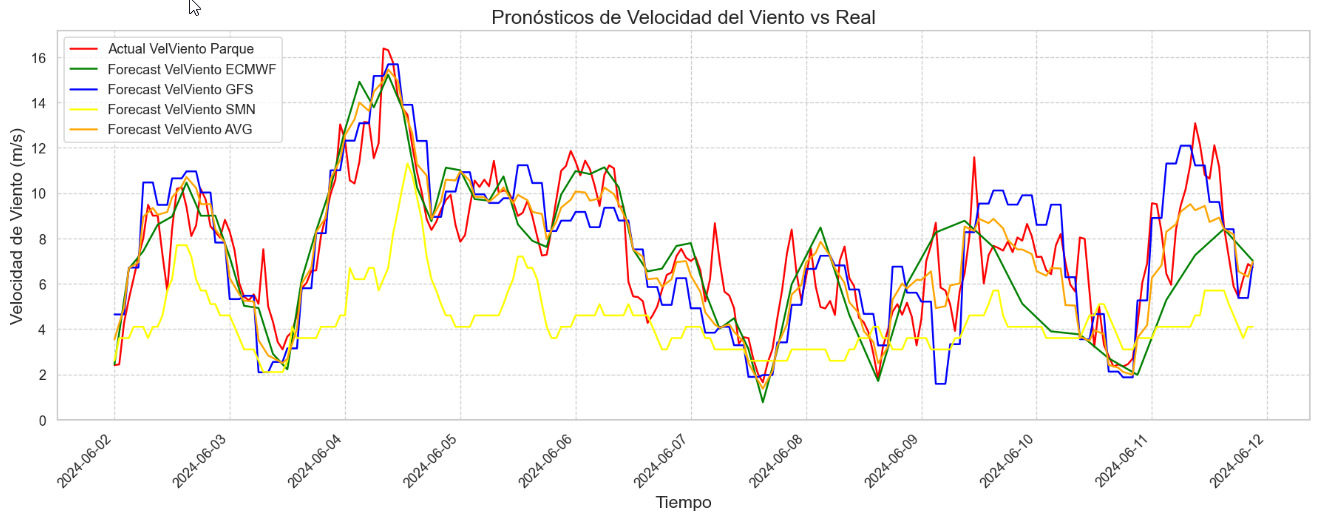 Pronósticos de Velocidad del Viento vs Real
Actual VelViento Parque
Forecast VelViento ECMWF
Forecast VelViento GFS
Forecast VelViento SMN
Forecast VelViento AVG
Velocidad de Viento (m/s)
16
14
12
10
8
6
4
2
0
2024-06-02
2024-06-03
2024-06-04
2024-06-05
2024-06-06
2024-06-07
2024-06-08
2024-06-09
2024-06-10
2024-06-11
2024-06-12
Tiempo